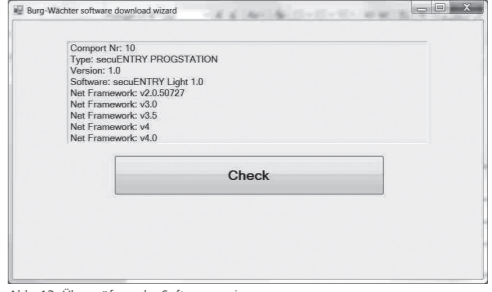 Burg-Wächter software download wizard
Comport Nr: 10
Type: secuENTRY PROGSTATION
Version: 1.0
Software: secuENTRY Light 1.0
Net Framework: v2.0.50727
Net Framework: v3.0
Net Framework: v3.5
Net Framework: v4
Net Framework: v4.0
Check